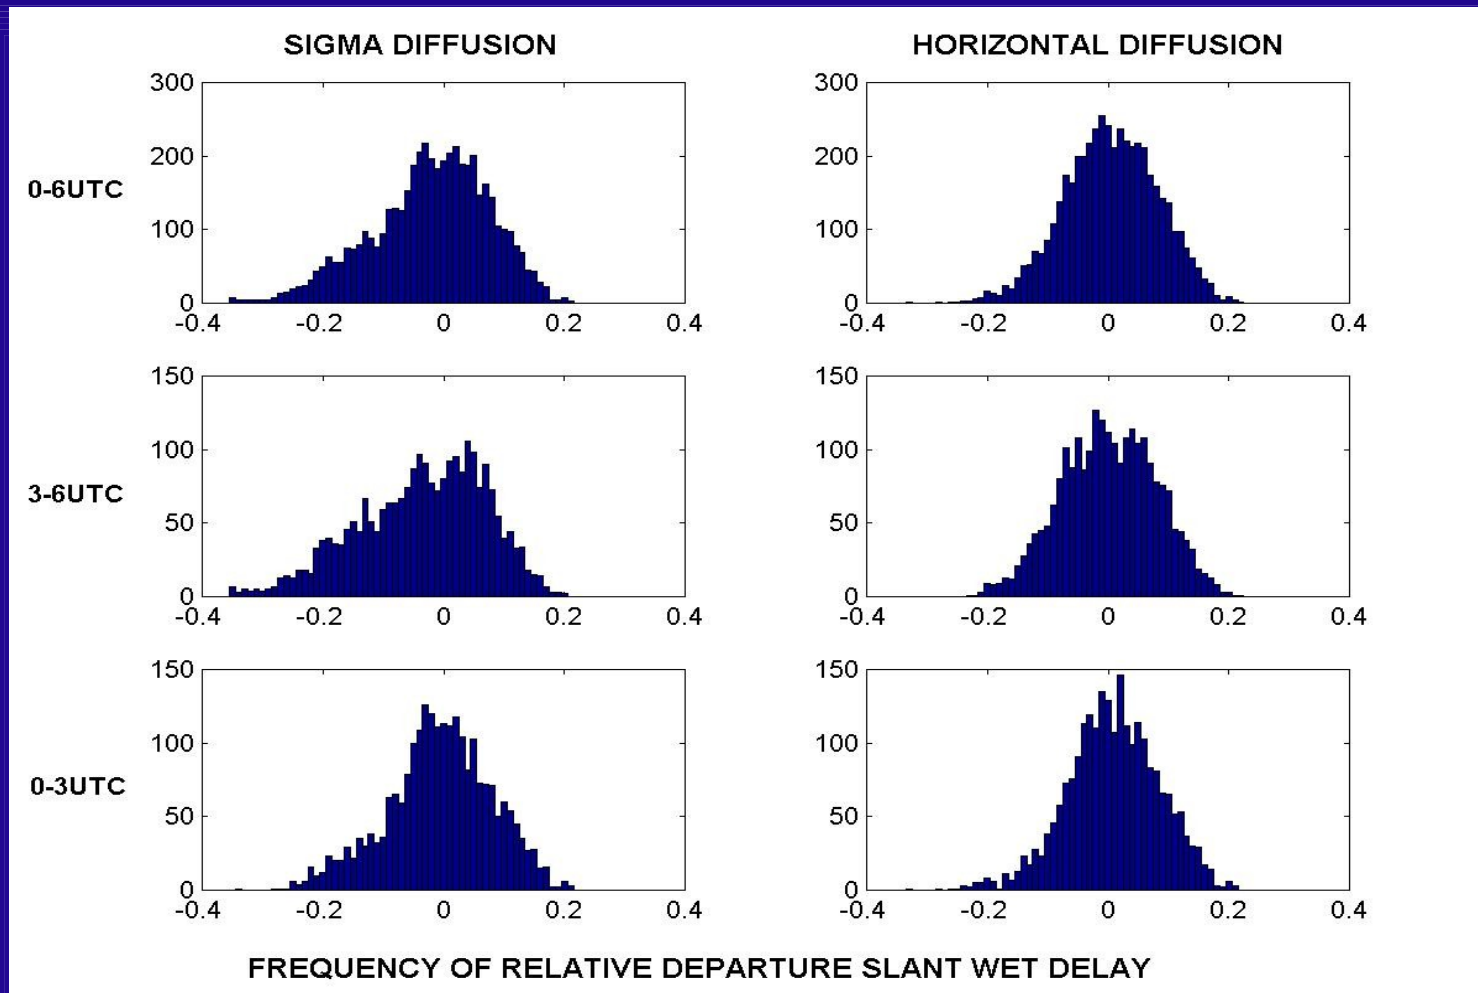 SIGMA DIFFUSION HORIZONTAL DIFFUSION
300 300
200 200
0-6UTC
100 100
0 0
-0.4 -0.2 0 0.2 0.4 -0.4 -0.2 0 0.2 0.4
150 150
100 100
3-6UTC
50 50
0 0
-0.4 -0.2 0 0.2 0.4 -0.4 -0.2 0 0.2 0.4
150 150
100 100
0-3UTC
50 50
0 0
-0.4 -0.2 0 0.2 0.4 -0.4 -0.2 0 0.2 0.4
FREQUENCY OF RELATIVE DEPARTURE SLANT WET DELAY